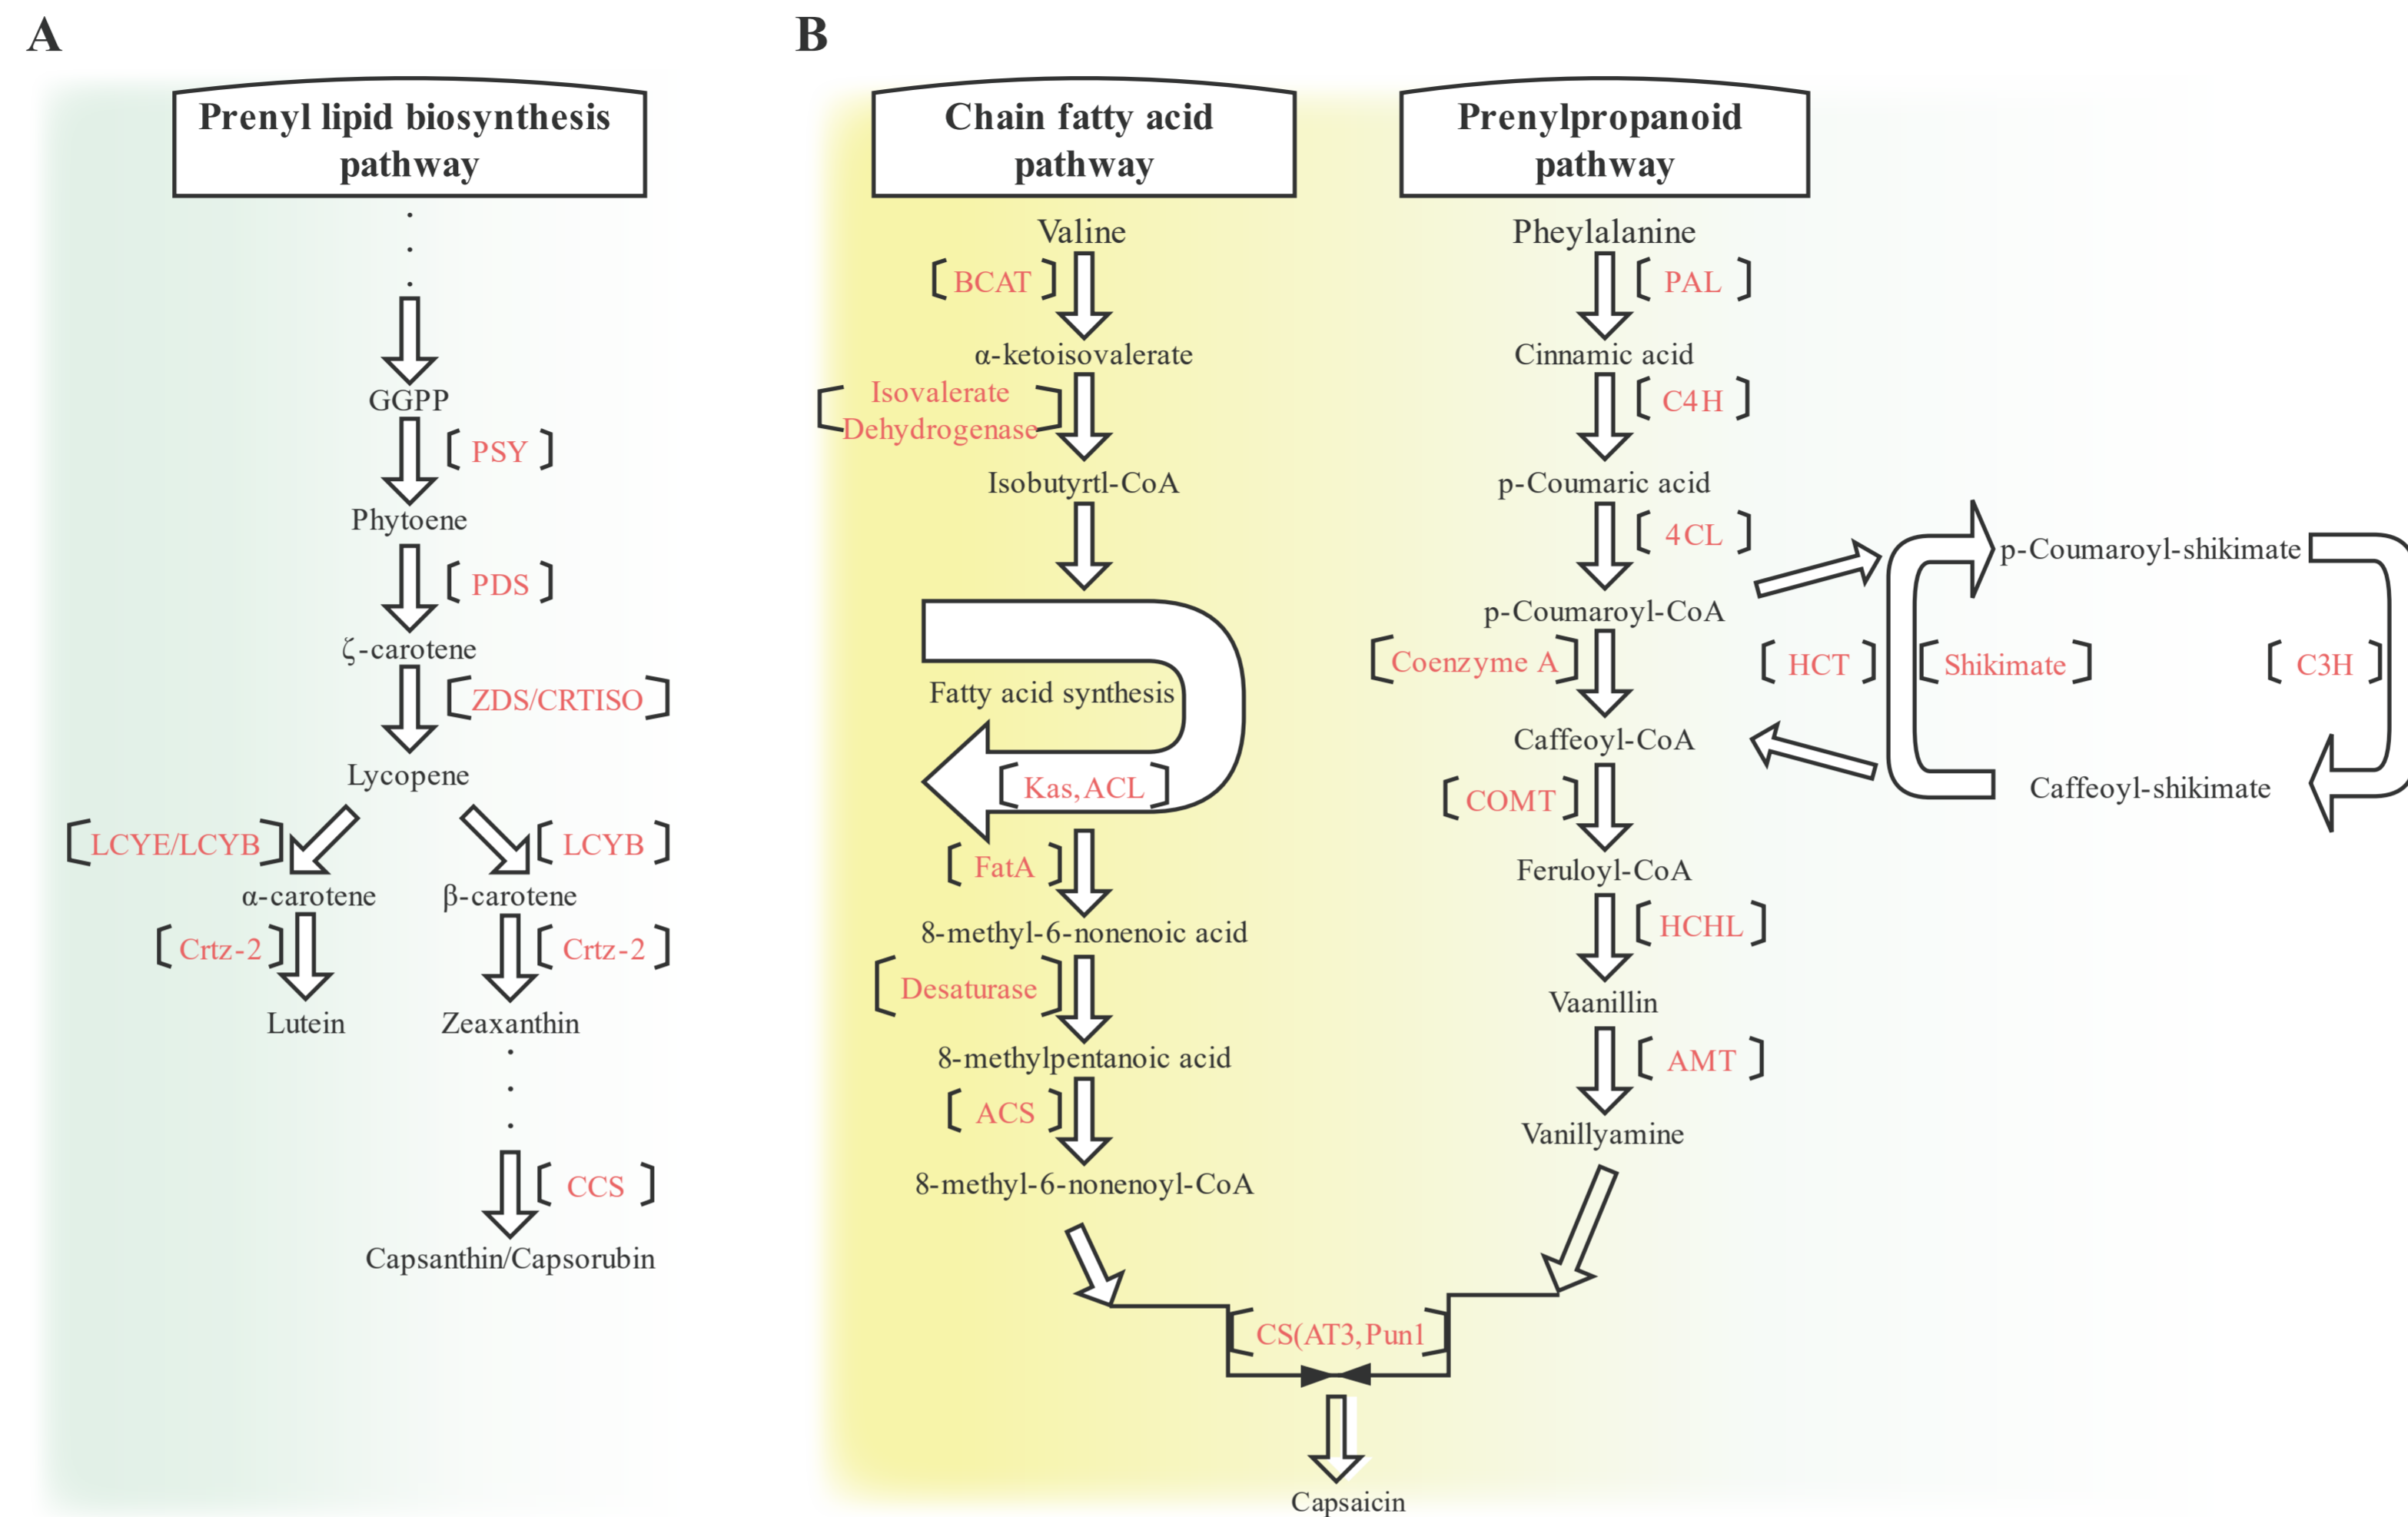 A
Prenyl lipid biosynthesis
pathway
GGPP
PSY
Phytoene
PDS
ζ-carotene
ZDS/CRTISO
Lycopene
LCYE/LCYB
LCYB
α-carotene
β-carotene
Crtz-2
Crtz-2
Lutein
Zeaxanthin
CCS
Capsanthin/Capsorubin
B
Chain fatty acid
pathway
Valine
BCAT
α-ketoisovalerate
Isovalerate
Dehydrogenase
Isobutyrtl-CoA
Fatty acid synthesis
Kas,ACL
FatA
8-methyl-6-nonenoic acid
Desaturase
8-methylpentanoic acid
ACS
8-methyl-6-nonenoyl-CoA
Prenylpropanoid
pathway
Pheylalanine
PAL
Cinnamic acid
C4H
p-Coumaric acid
4CL
p-Coumaroyl-CoA
Coenzyme A
Caffeoyl-CoA
COMT
Feruloyl-CoA
HCHL
Vaanillin
AMT
Vanillyamine
p-Coumaroyl-shikimate
HCT
Shikimate
C3H
Caffeoyl-shikimate
CS(AT3,Pun1
Capsaicin